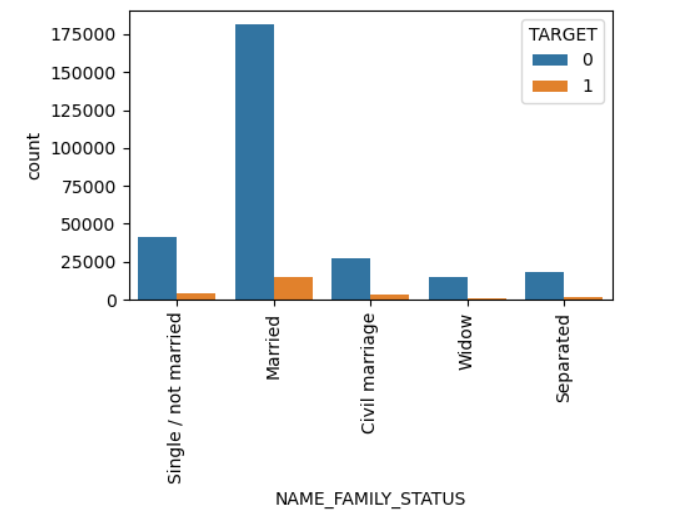 TARGET
0
1
175000
150000
125000
100000
75000
50000
25000
0
count
Single / not married
Married
Civil marriage
Widow
Separated
NAME_FAMILY_STATUS